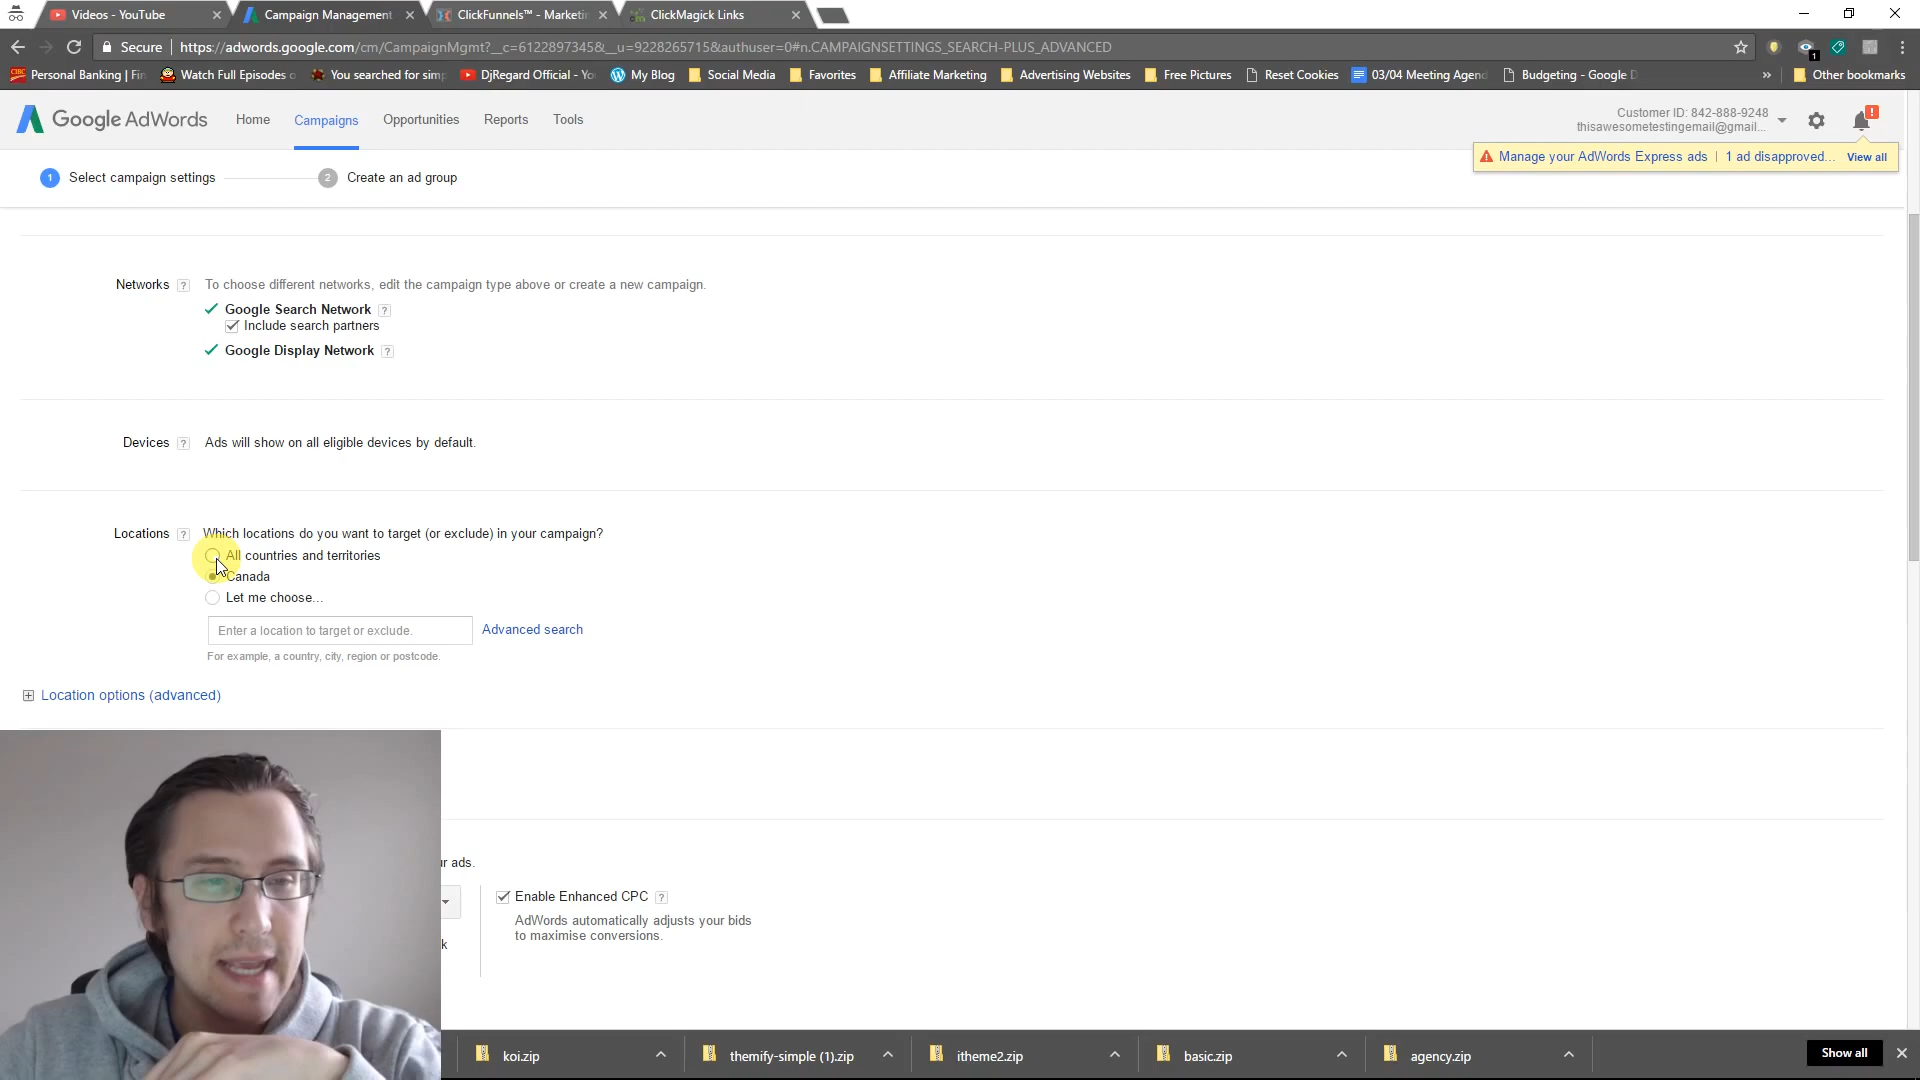 Videos - YouTube
Campaign Management
ClickFunnels™ - Marketi
ClickMagick Links
Secure
https://adwords.google.com/cm/CampaignMgmt?__c=6122897345&__u=9228265715&authuser=0#n.CAMPAIGNSETTINGS_SEARCH-PLUS_ADVANCED
1
CIBC
Personal Banking | Fin
Watch Full Episodes o
You searched for simp
DjRegard Official - Yo
My Blog
Social Media
Favorites
Affiliate Marketing
Advertising Websites
Free Pictures
Reset Cookies
03/04 Meeting Agend
Budgeting - Google D
»
Other bookmarks
Google AdWords
Home
Campaigns
Opportunities
Reports
Tools
Customer ID: 842-888-9248
thisawesometestingemail@gmail...
!
Manage your AdWords Express ads | 1 ad disapproved... View all
1 Select campaign settings
2 Create an ad group
Networks ? To choose different networks, edit the campaign type above or create a new campaign.
Google Search Network ?
Include search partners
Google Display Network ?
Devices ? Ads will show on all eligible devices by default.
Locations ? Which locations do you want to target (or exclude) in your campaign?
All countries and territories
Canada
Let me choose...
Enter a location to target or exclude.
Advanced search
For example, a country, city, region or postcode.
Location options (advanced)
ur ads.
Enable Enhanced CPC ?
AdWords automatically adjusts your bids
to maximise conversions.
k
koi.zip
themify-simple (1).zip
itheme2.zip
basic.zip
agency.zip
Show all